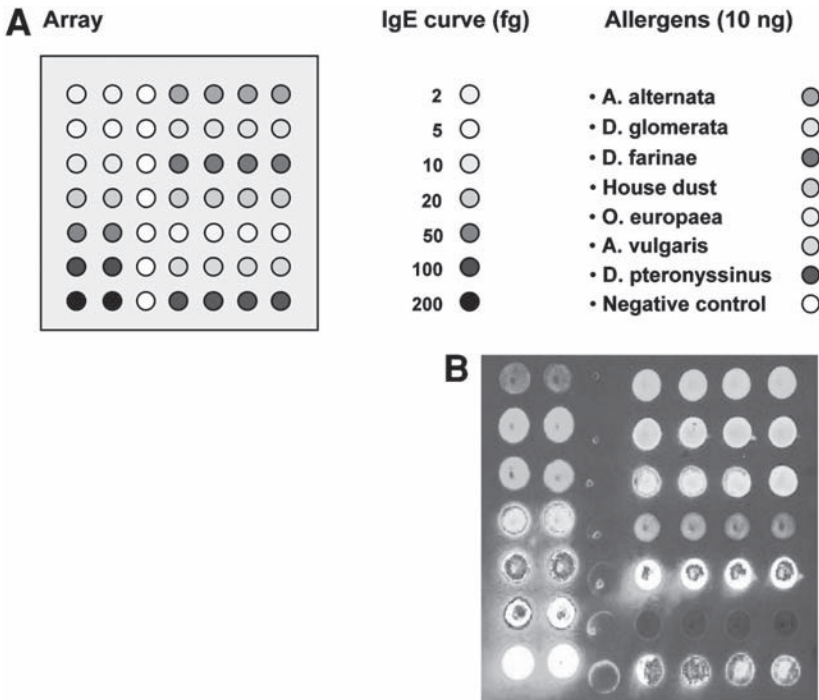 A Array
IgE curve (fg)
Allergens (10 ng)
2
5
10
20
50
100
200
• A. alternata
• D. glomerata
• D. farinae
• House dust
• O. europaea
• A. vulgaris
• D. pteronyssinus
• Negative control
B